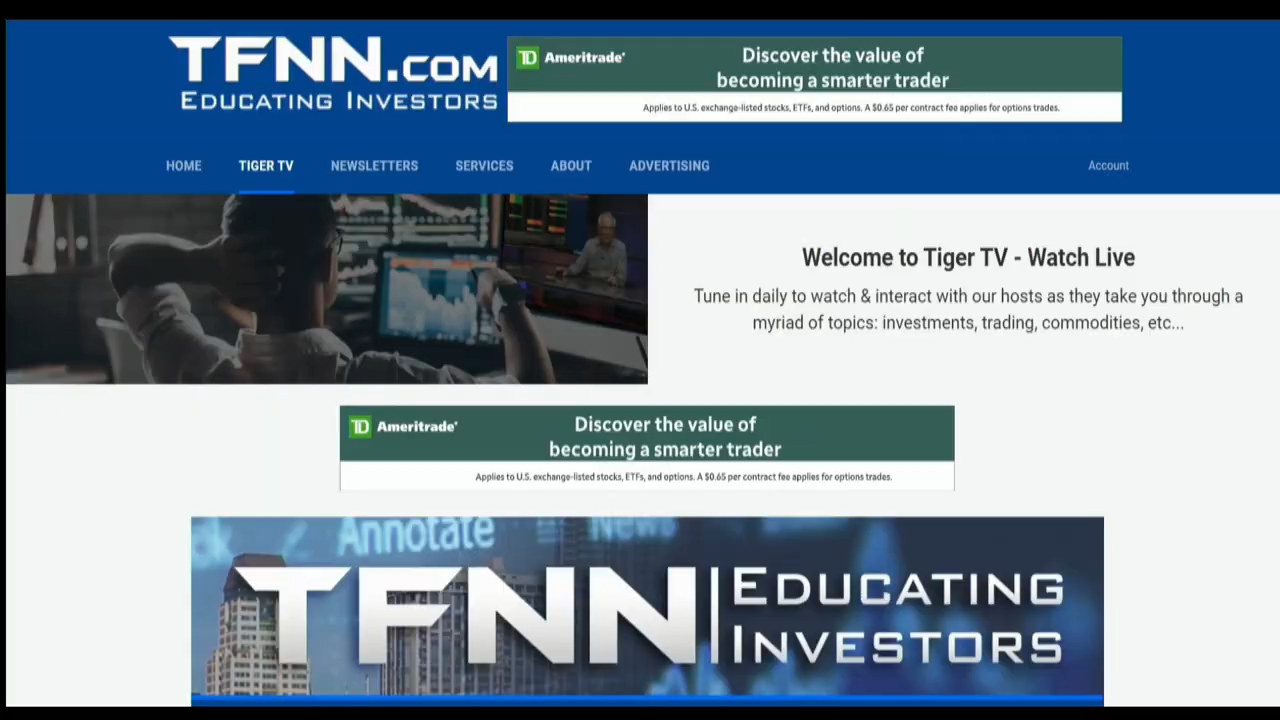 TFNN.COM
EDUCATING INVESTORS
TD Ameritrade®
Discover the value of
becoming a smarter trader
Applies to U.S. exchange-listed stocks, ETFs, and options. A $0.65 per contract fee applies for options trades.
HOME TIGER TV NEWSLETTERS SERVICES ABOUT ADVERTISING Account
Welcome to Tiger TV - Watch Live
Tune in daily to watch & interact with our hosts as they take you through a
myriad of topics: investments, trading, commodities, etc...
TD Ameritrade®
Discover the value of
becoming a smarter trader
Applies to U.S. exchange-listed stocks, ETFs, and options. A $0.65 per contract fee applies for options trades.
Annotate News
TFNN EDUCATING
INVESTORS